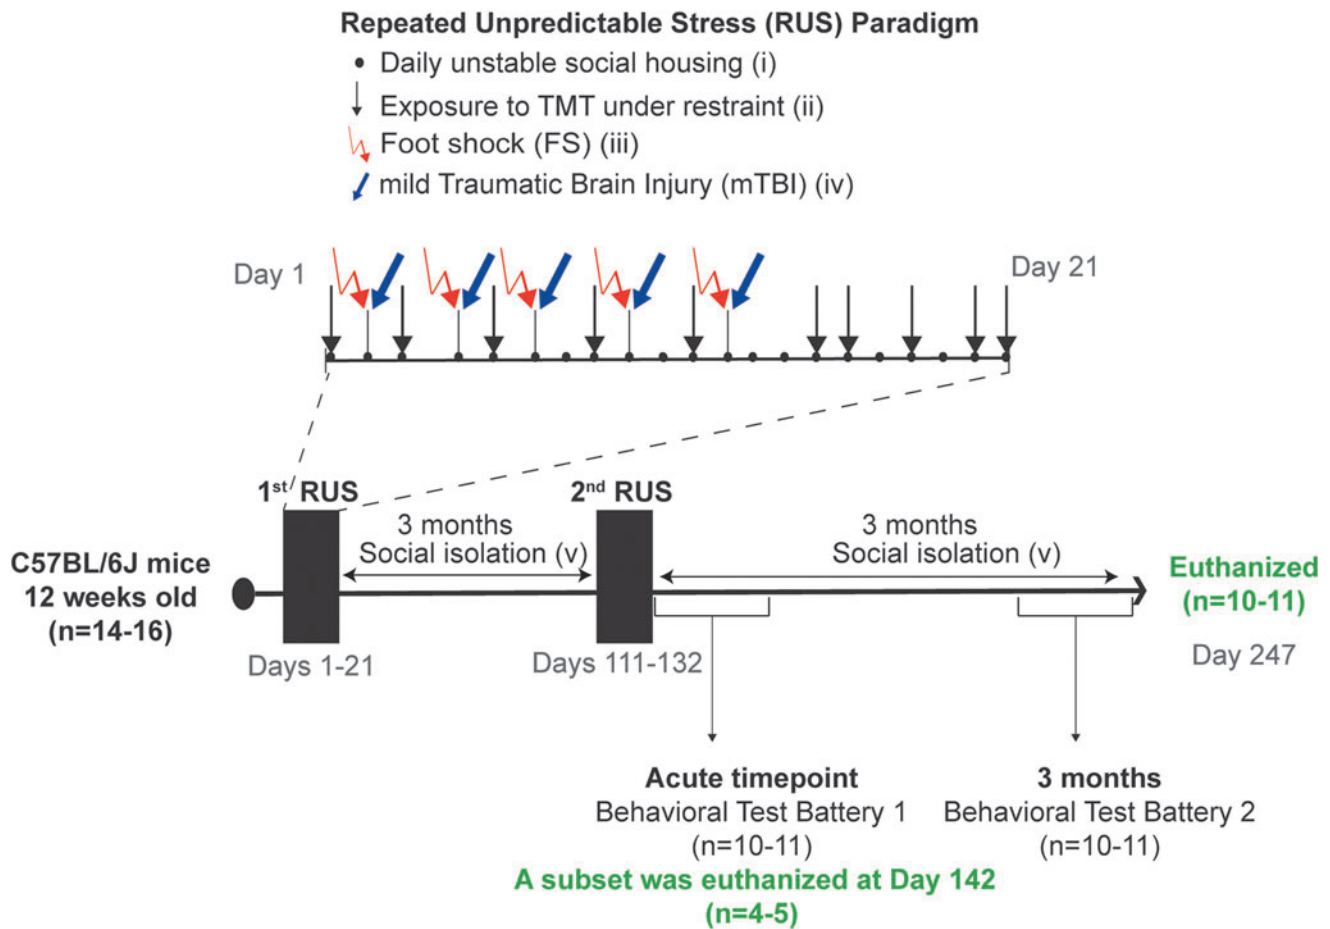 Repeated Unpredictable Stress (RUS) Paradigm
Daily unstable social housing (i)
Exposure to TMT under restraint (ii)
Foot shock (FS) (iii)
mild Traumatic Brain Injury (mTBI) (iv)
Day 1
Day 21
1st RUS
2nd RUS
3 months
Social isolation (v)
3 months
Social isolation (v)
C57BL/6J mice
12 weeks old
(n=14-16)
Euthanized
(n=10-11)
Day 247
Days 1-21
Days 111-132
Acute timepoint
Behavioral Test Battery 1
(n=10-11)
A subset was euthanized at Day 142
(n=4-5)
3 months
Behavioral Test Battery 2
(n=10-11)